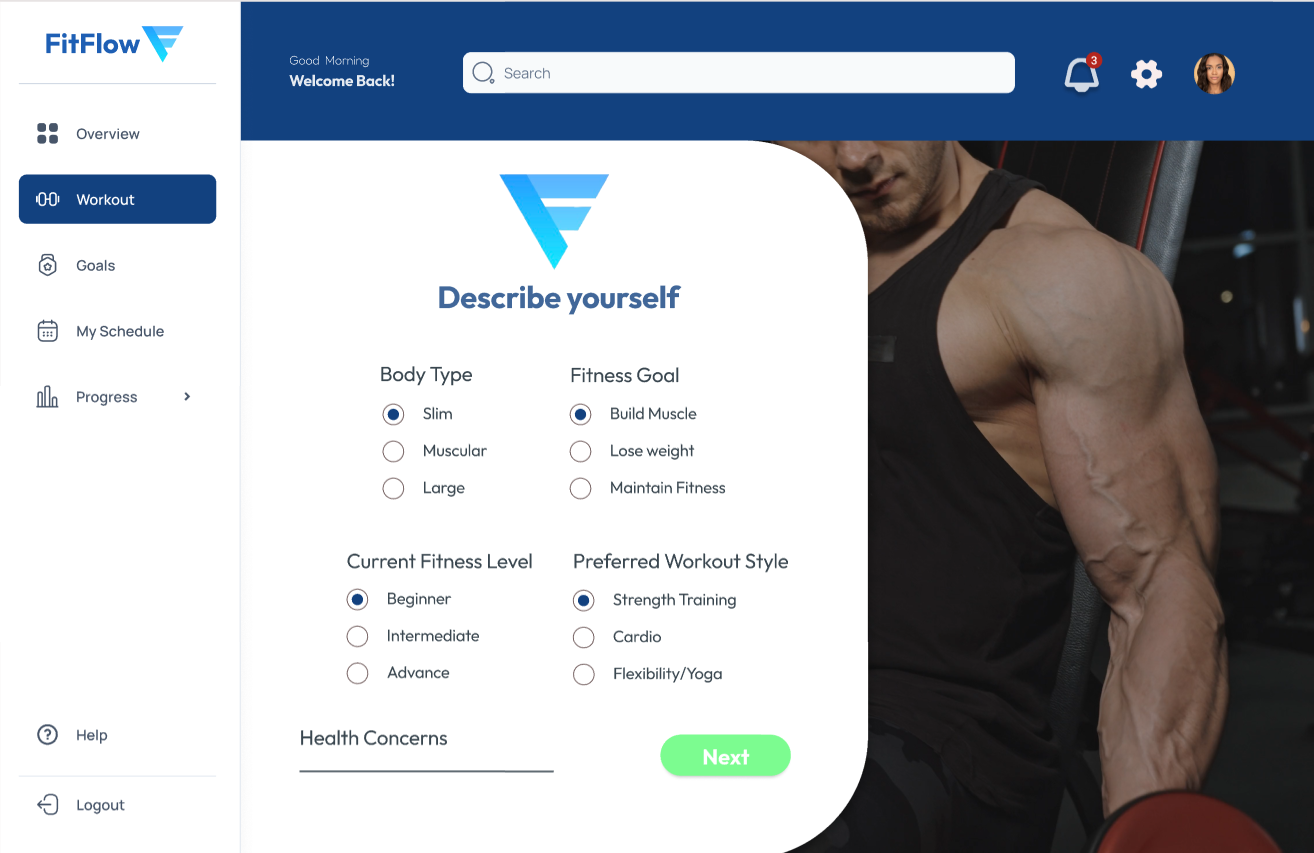 FitFlow
Good Morning
Welcome Back!
Search
3
Overview
Workout
Goals
My Schedule
Progress
Help
Logout
Describe yourself
Body Type
Slim
Muscular
Large
Fitness Goal
Build Muscle
Lose weight
Maintain Fitness
Current Fitness Level
Beginner
Intermediate
Advance
Preferred Workout Style
Strength Training
Cardio
Flexibility/Yoga
Health Concerns
Next